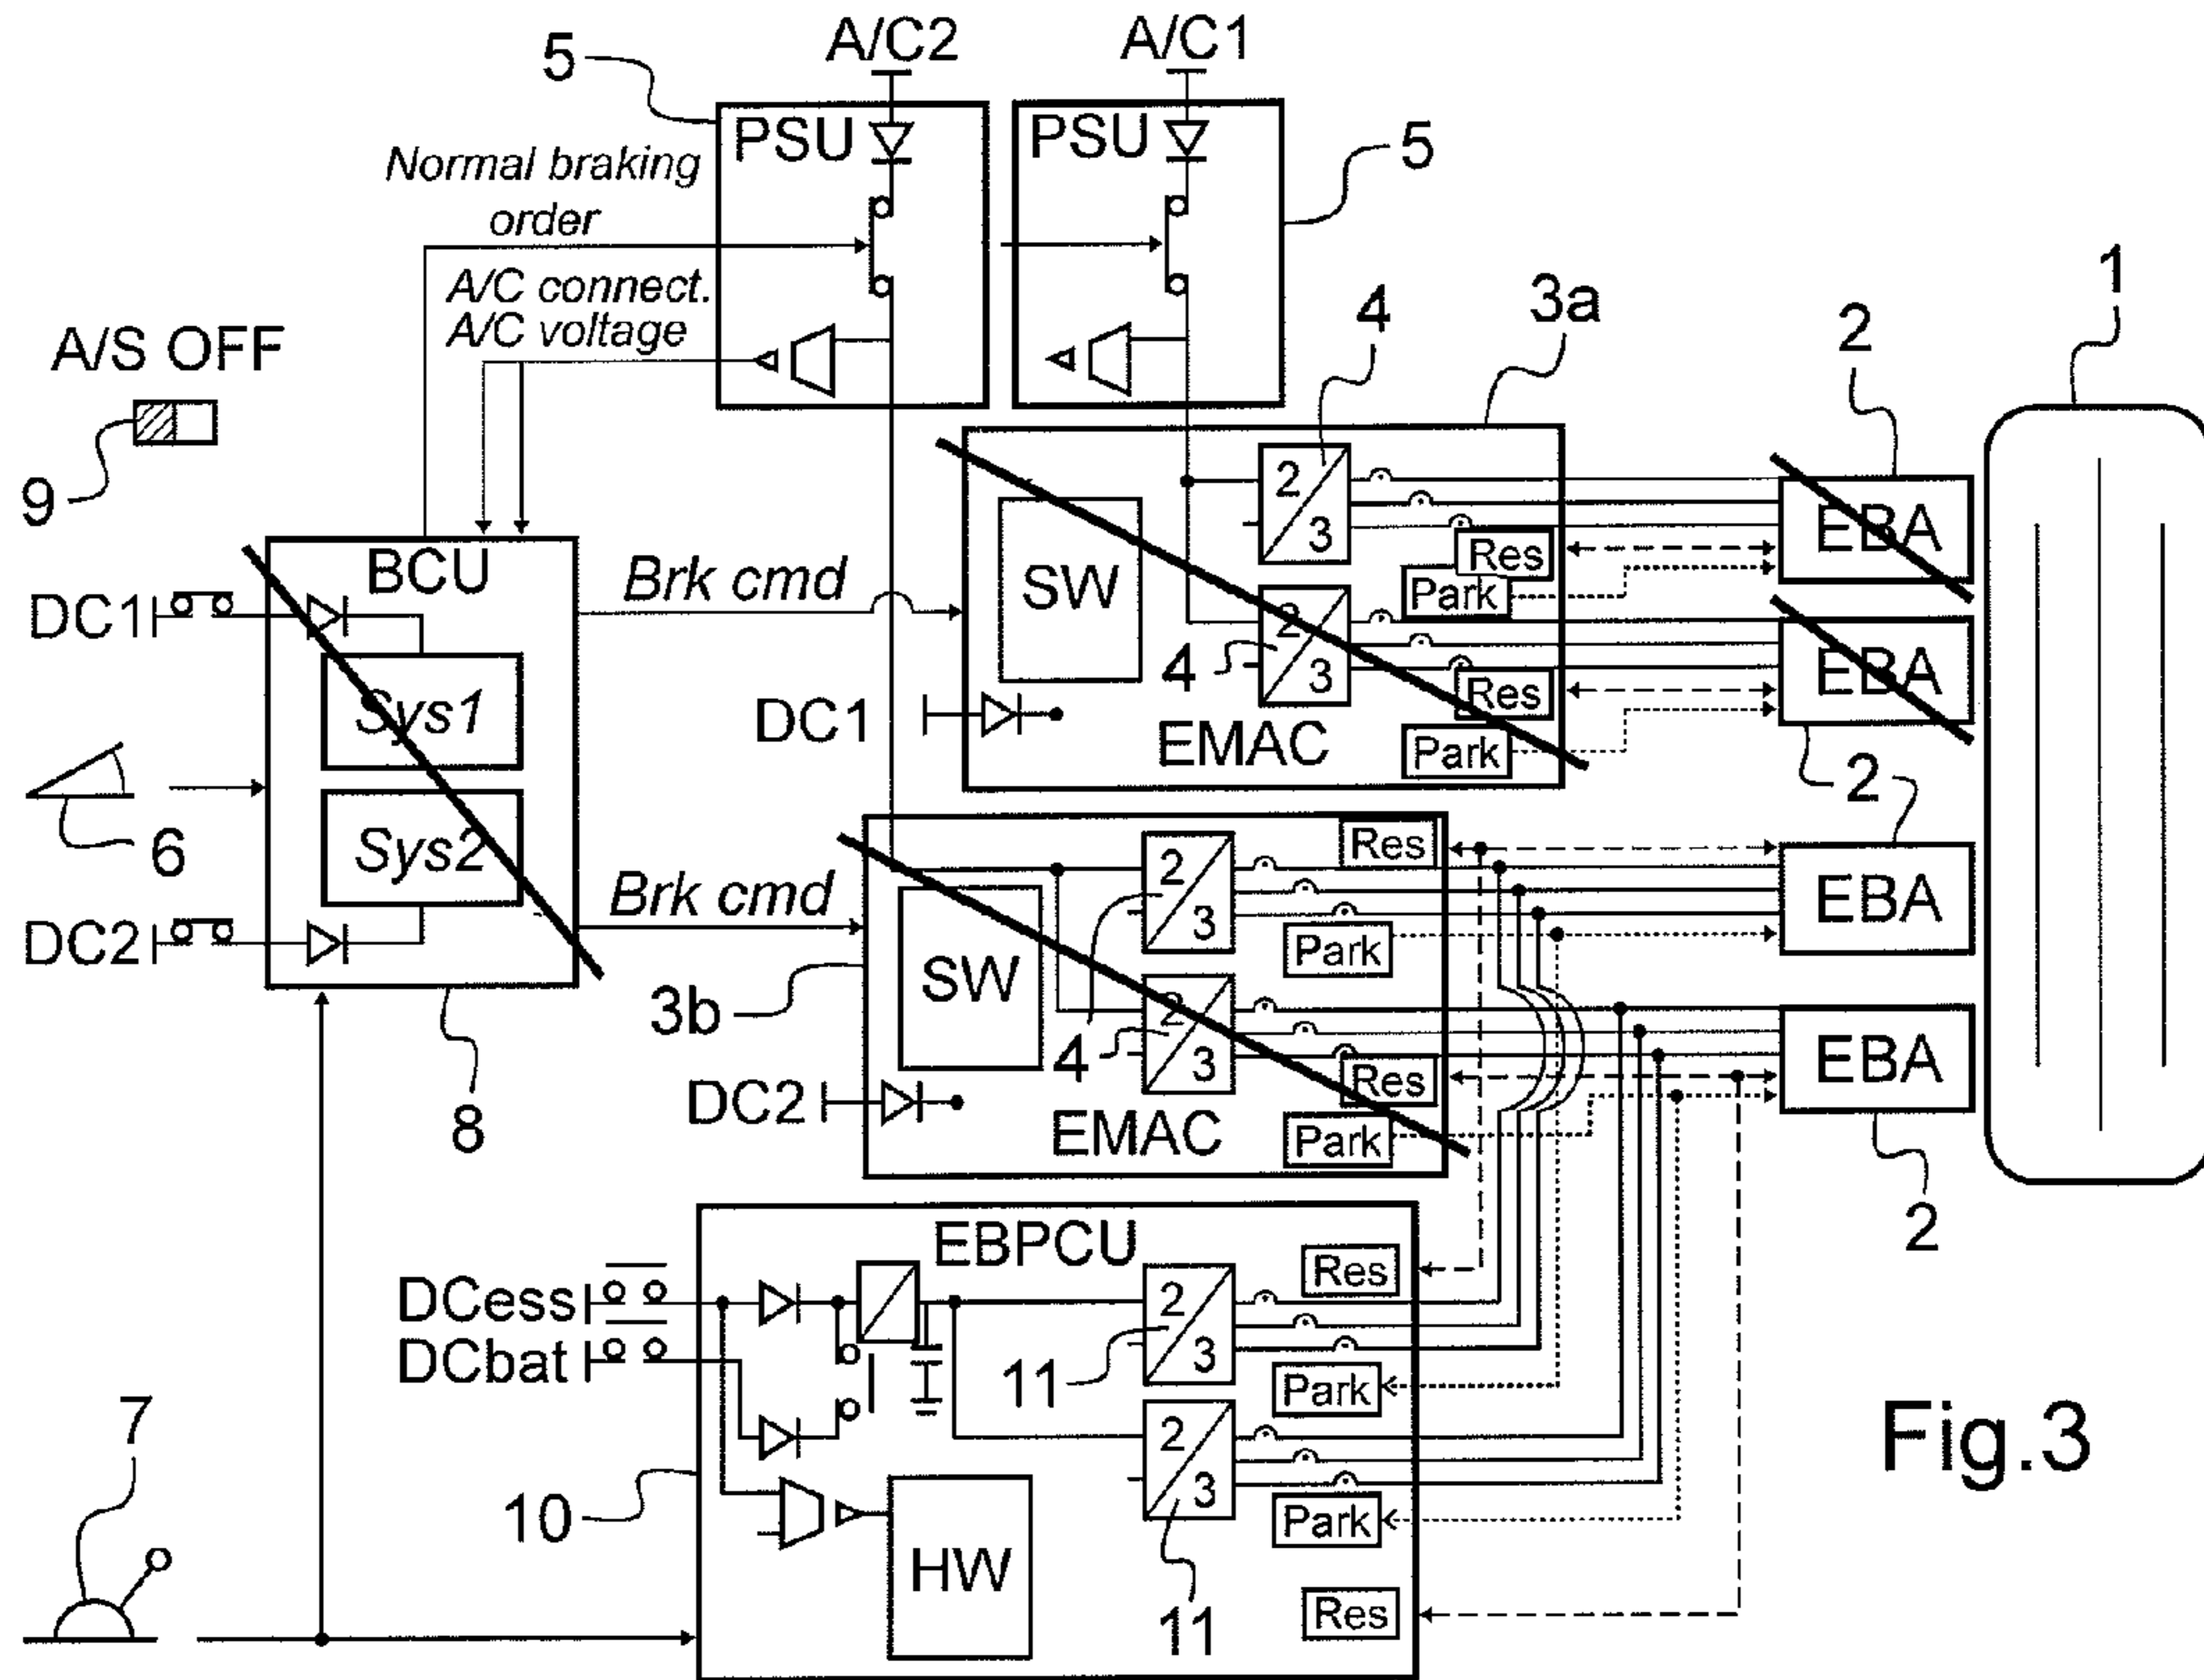 A/C2
A/C1
5
PSU
PSU
5
Normal braking
order
A/C connect.
A/C voltage
A/S OFF
9
3a
4
2
1
BCU
Brk cmd
DC1
Sys1
Sys2
6
DC2
8
SW
2
3
Res
Park
EBA
4
2
3
Res
Park
EBA
DC1
EMAC
2
Brk cmd
3b
SW
2
3
Res
Park
EBA
4
4
2
3
Res
Park
EBA
DC2
EMAC
2
EBPCU
DCess
DCbat
2
3
Res
11
Park
2
3
Park
11
10
HW
Res
7
Fig.3